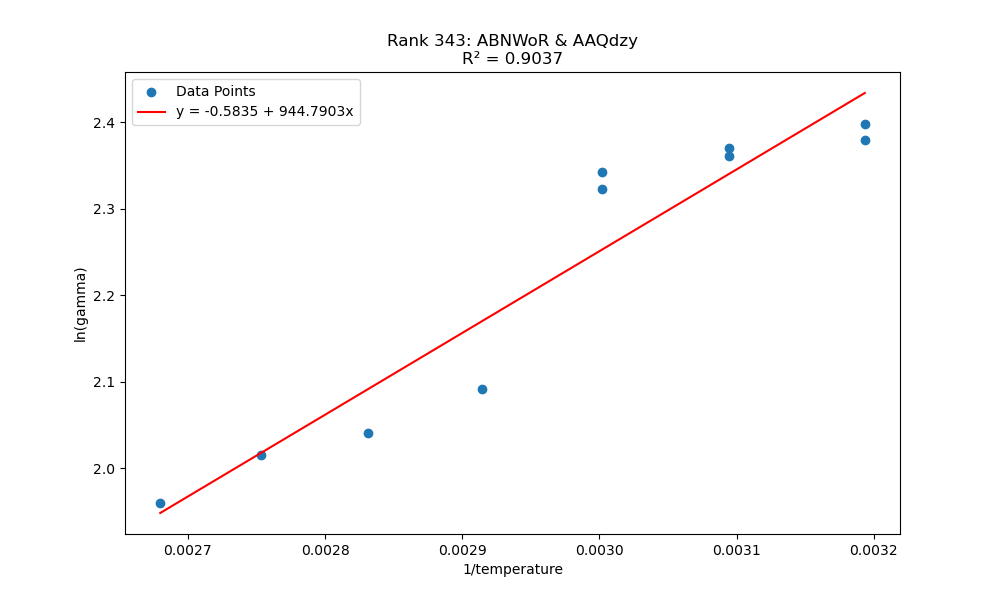 Rank 343: ABNWoR & AAQdzy
R² = 0.9037
Data Points
y = -0.5835 + 944.7903x
2.4
2.3
2.2
2.1
2.0
ln(gamma)
0.0027 0.0028 0.0029 0.0030 0.0031 0.0032
1/temperature